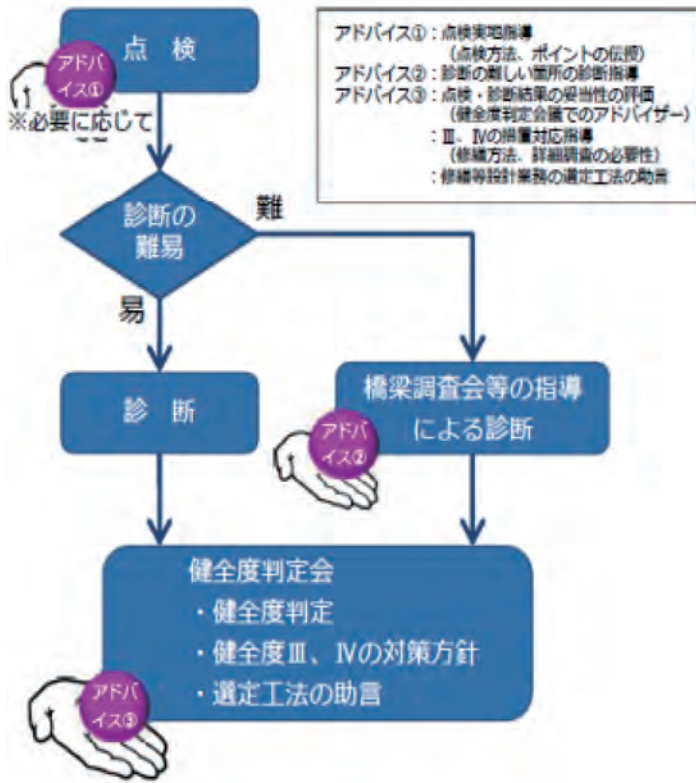 点 検
アドバ
イス①
※必要に応じて
アドバイス①：点検実地指導
（点検方法、ポイントの伝授）
アドバイス②：診断の難しい箇所の診断指導
アドバイス③：点検・診断結果の妥当性の評価
（健全度判定会議でのアドバイザー）
：Ⅲ、Ⅳの措置対応指導
（修繕方法、詳細調査の必要性）
：修繕等設計業務の選定工法の助言
診断の
難易
難
易
診 断
橋梁調査会等の指導
による診断
アドバ
イス②
健全度判定会
・健全度判定
・健全度Ⅲ、Ⅳの対策方針
・選定工法の助言
アドバ
イス③